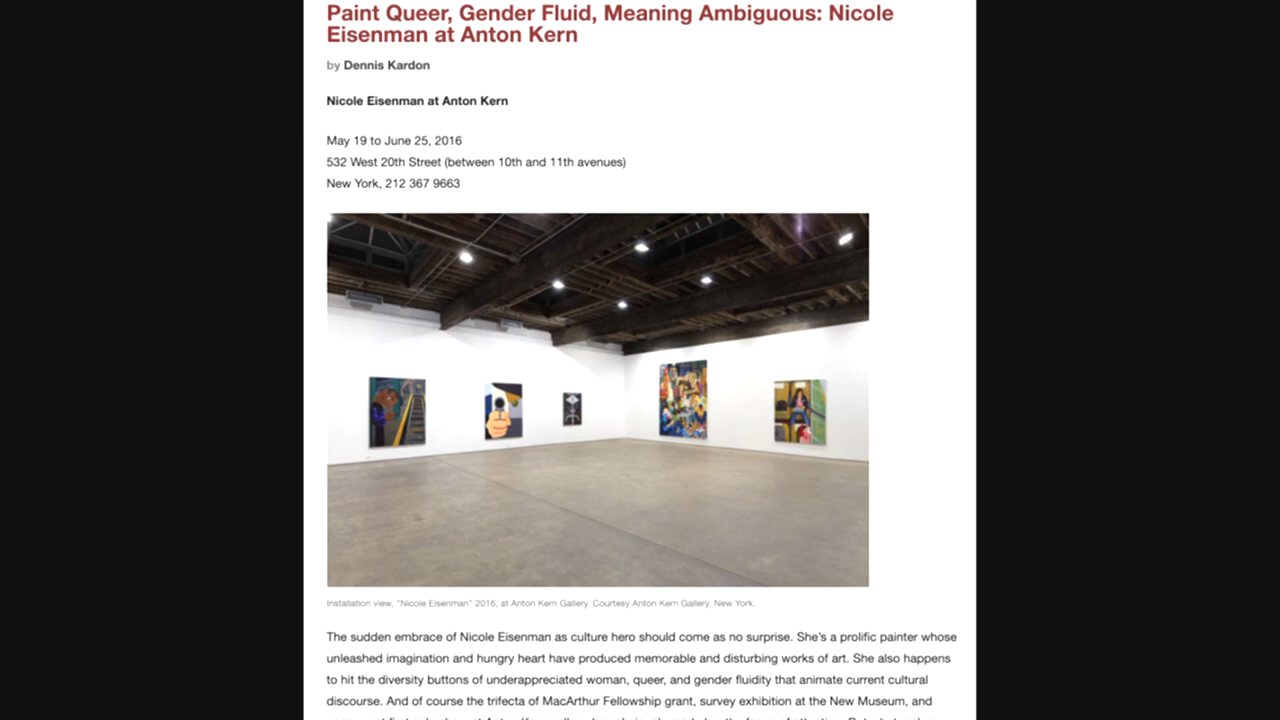 Paint Queer, Gender Fluid, Meaning Ambiguous: Nicole
Eisenman at Anton Kern
by Dennis Kardon
Nicole Eisenman at Anton Kern
May 19 to June 25, 2016
532 West 20th Street (between 10th and 11th avenues)
New York, 212 367 9663
Installation view, "Nicole Eisenman" 2016, at Anton Kern Gallery. Courtesy Anton Kern Gallery, New York.
The sudden embrace of Nicole Eisenman as culture hero should come as no surprise. She's a prolific painter whose
unleashed imagination and hungry heart have produced memorable and disturbing works of art. She also happens
to hit the diversity buttons of underappreciated woman, queer, and gender fluidity that animate current cultural
discourse. And of course the trifecta of MacArthur Fellowship grant, survey exhibition at the New Museum, and